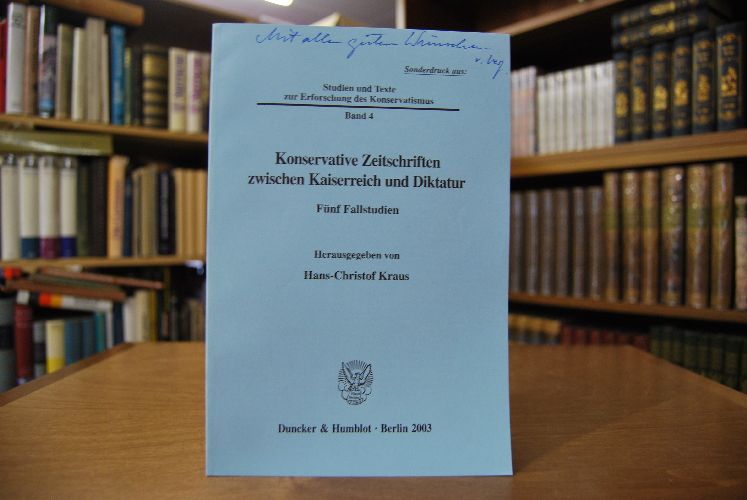 Mit allen guten Wünschen
Sonderdruck aus:
Studien und Texte
zur Erforschung des Konservatismus
Band 4
Konservative Zeitschriften
zwischen Kaiserreich und Diktatur
Fünf Fallstudien
Herausgegeben von
Hans-Christof Kraus
Duncker & Humblot · Berlin 2003